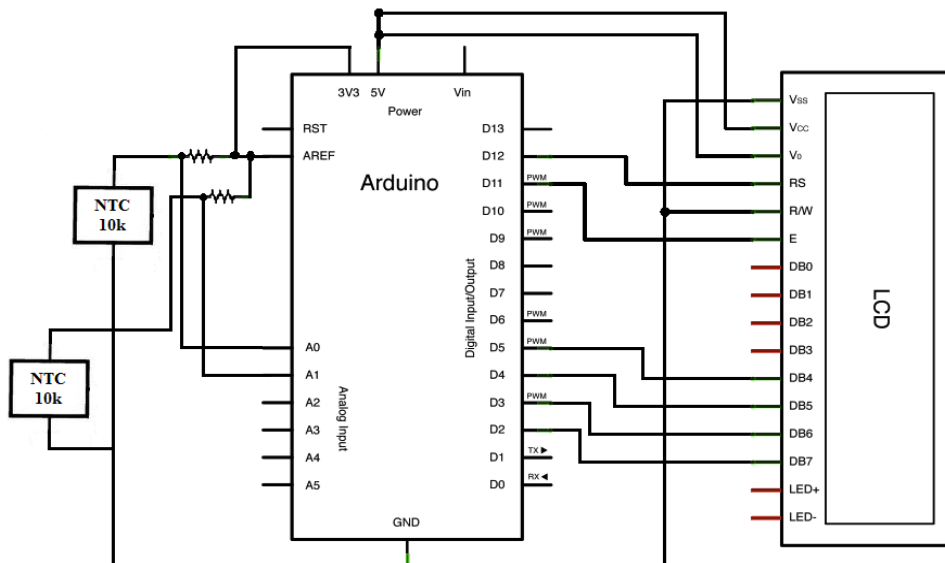 3V3
5V
Vin
Power
RST
AREF
Arduino
NTC
10k
NTC
10k
A0
A1
A2
A3
A4
A5
Analog Input
D13
D12
PWM
D11
PWM
D10
PWM
D9
D8
D7
PWM
D6
PWM
D5
D4
PWM
D3
D2
TX ►
D1
RX ◄
D0
Digital Input/Output
GND
Vss
Vcc
V0
RS
R/W
E
DB0
DB1
DB2
DB3
DB4
DB5
DB6
DB7
LED+
LED-
LCD